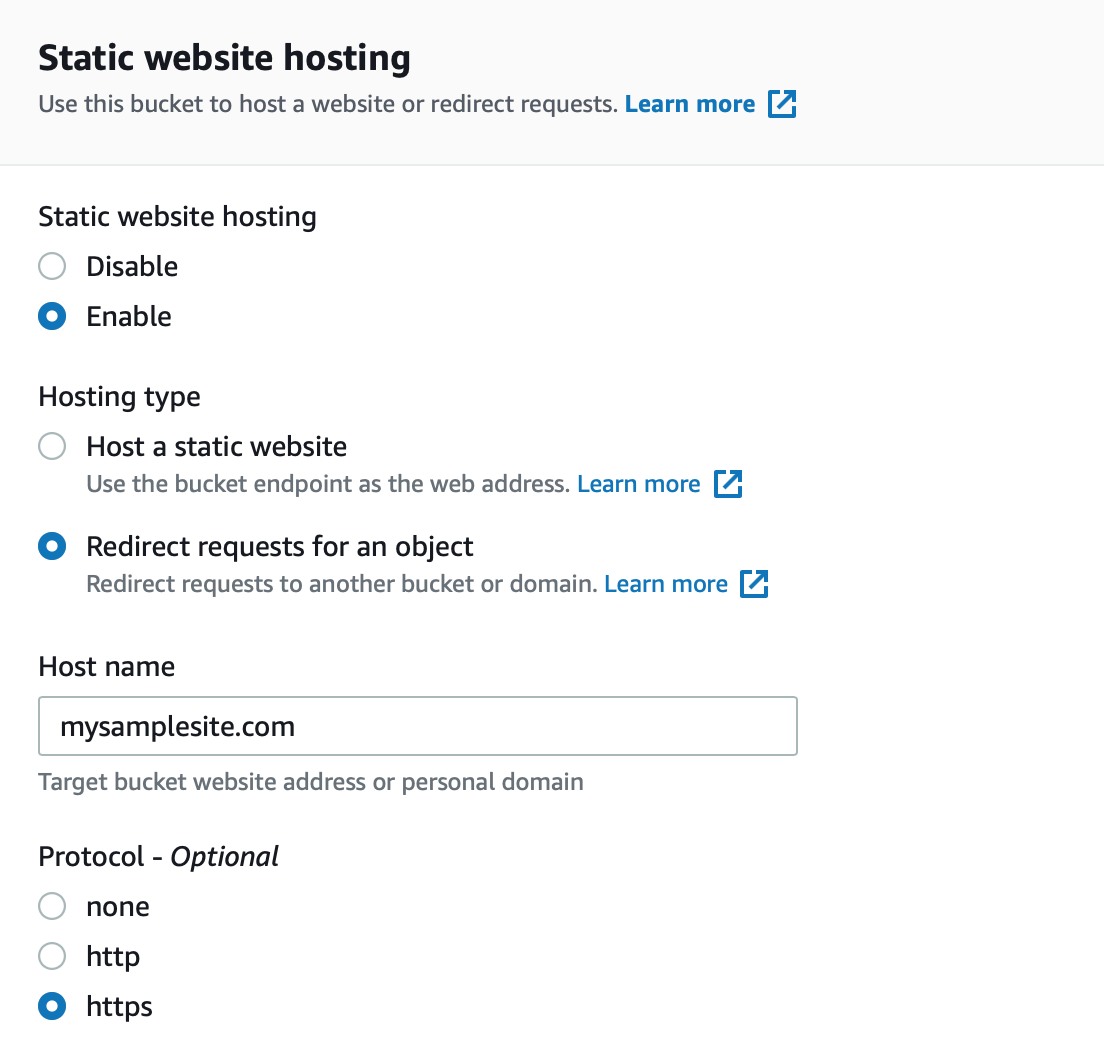 Static website hosting
Use this bucket to host a website or redirect requests. Learn more
Static website hosting
Disable
Enable
Hosting type
Host a static website
Use the bucket endpoint as the web address. Learn more
Redirect requests for an object
Redirect requests to another bucket or domain. Learn more
Host name
mysamplesite.com
Target bucket website address or personal domain
Protocol - Optional
none
http
https